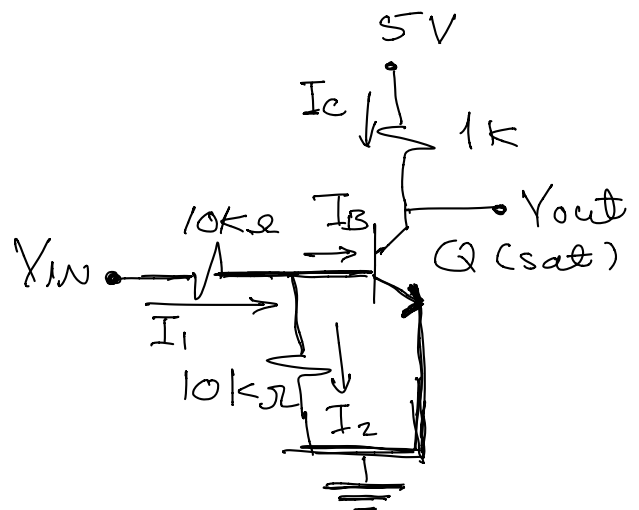 5V
Ic
1K
10KΩ
IB
Vout
VIN
Q (sat)
I1
10KΩ
I2